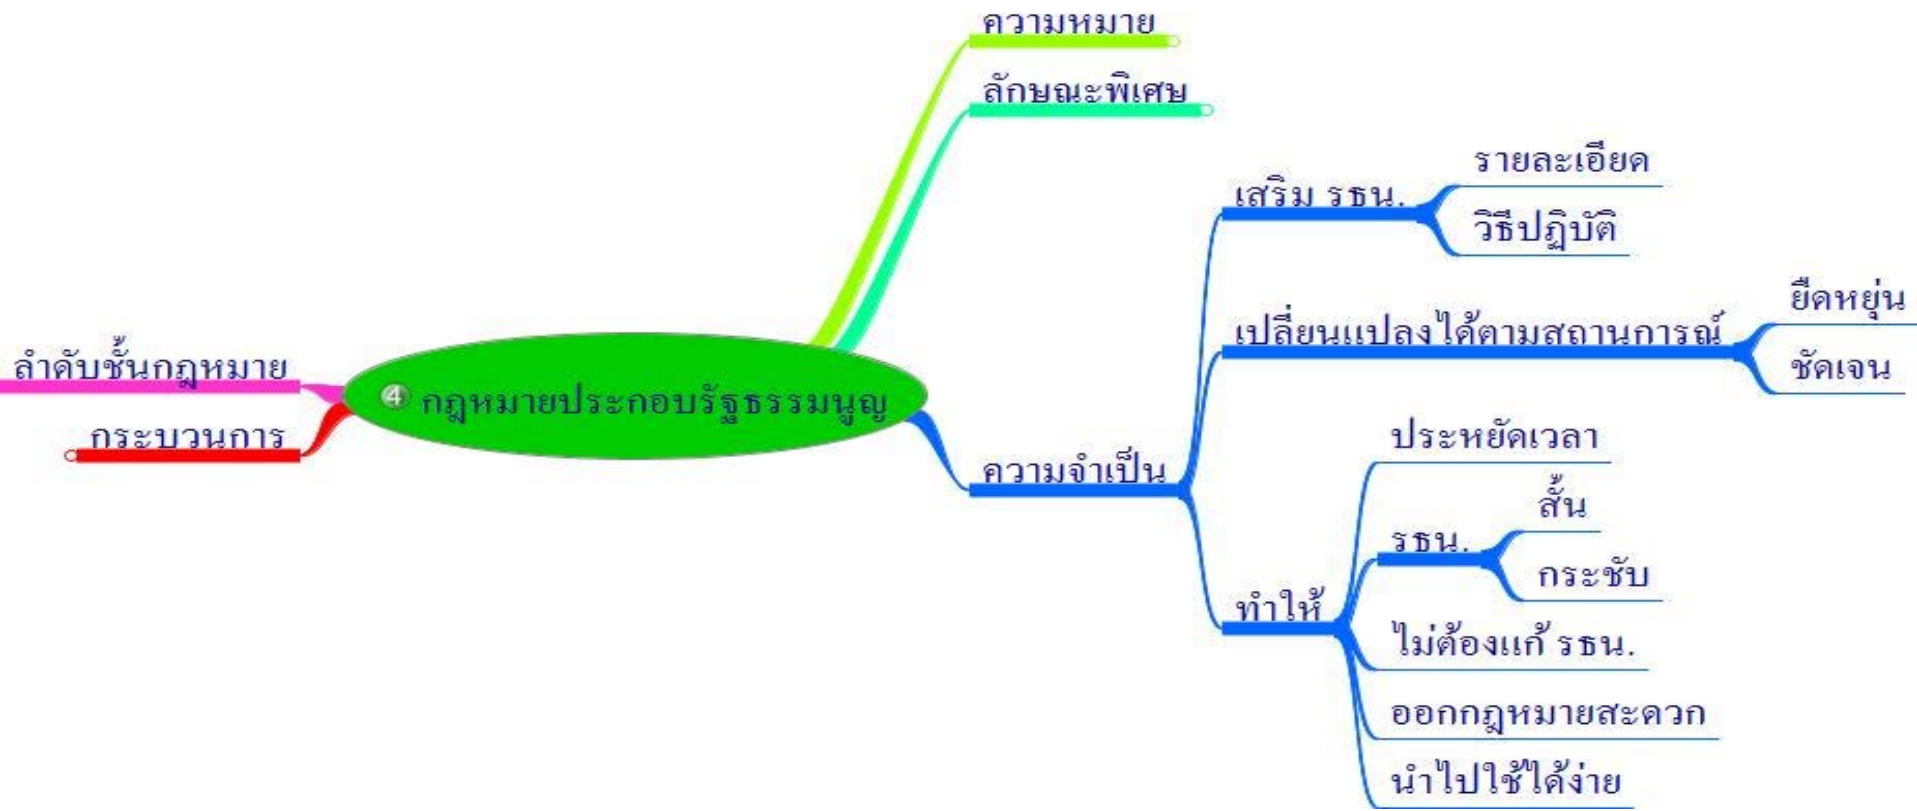 ความหมาย
ลักษณะพิเศษ
รายละเอียด
เสริม รธน.
วิธีปฏิบัติ
ยืดหยุ่น
เปลี่ยนแปลงได้ตามสถานการณ์
ชัดเจน
ลำดับชั้นกฎหมาย
4 กฎหมายประกอบรัฐธรรมนูญ
กระบวนการ
ความจำเป็น
ประหยัดเวลา
สั้น
รธน.
กระชับ
ทำให้
ไม่ต้องแก้ รธน.
ออกกฎหมายสะดวก
นำไปใช้ได้ง่าย